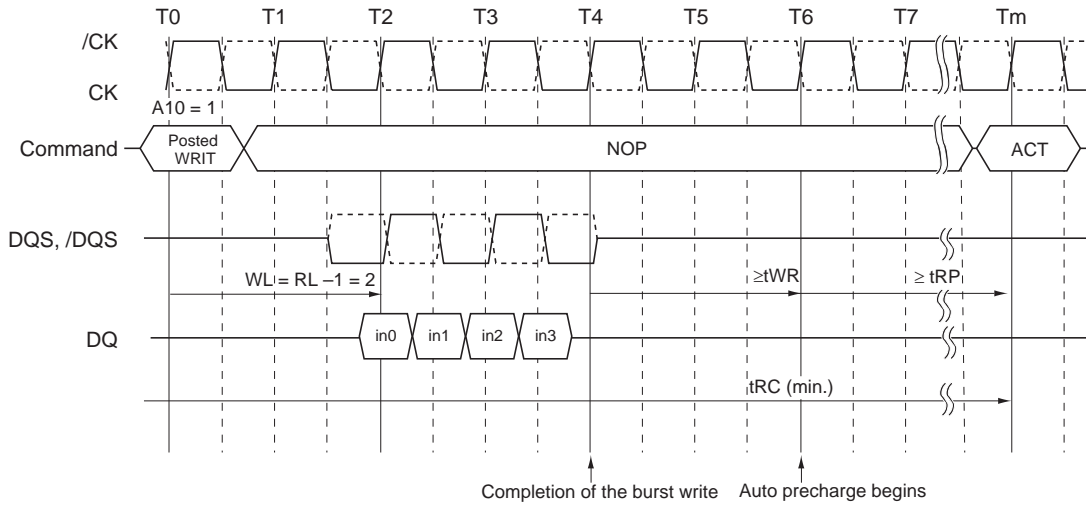 T0 T1 T2 T3 T4 T5 T6 T7 Tm
/CK
CK
A10 = 1
Command Posted WRIT NOP ACT
DQS, /DQS
WL = RL –1 = 2 ≥tWR ≥ tRP
DQ in0 in1 in2 in3
tRC (min.)
Completion of the burst write Auto precharge begins